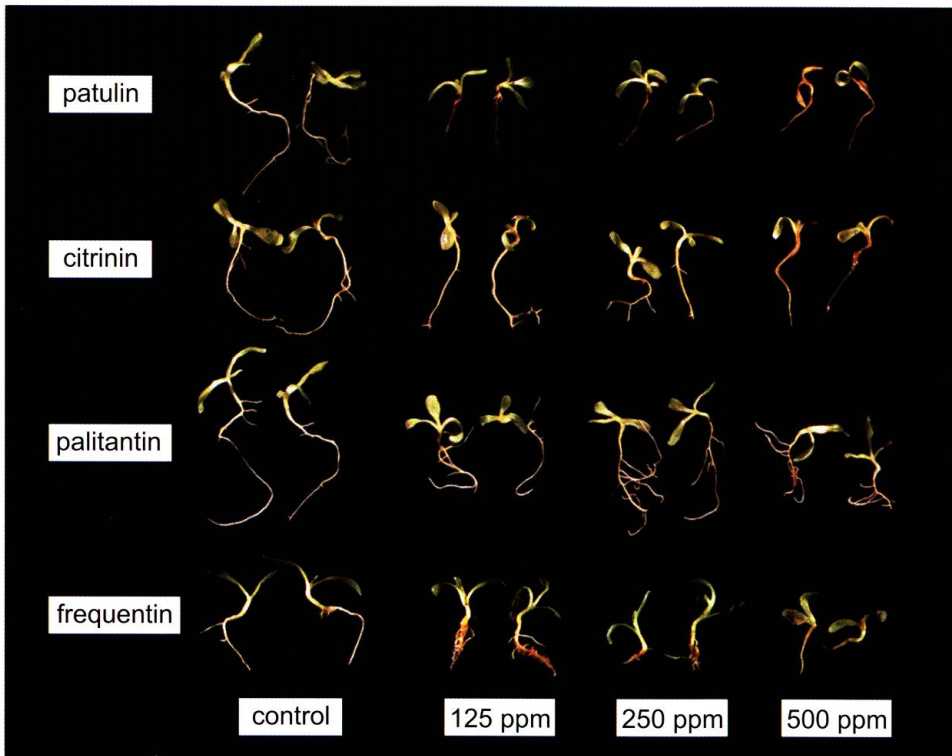 patulin
citrinin
palitantin
frequentin
control
125 ppm
250 ppm
500 ppm